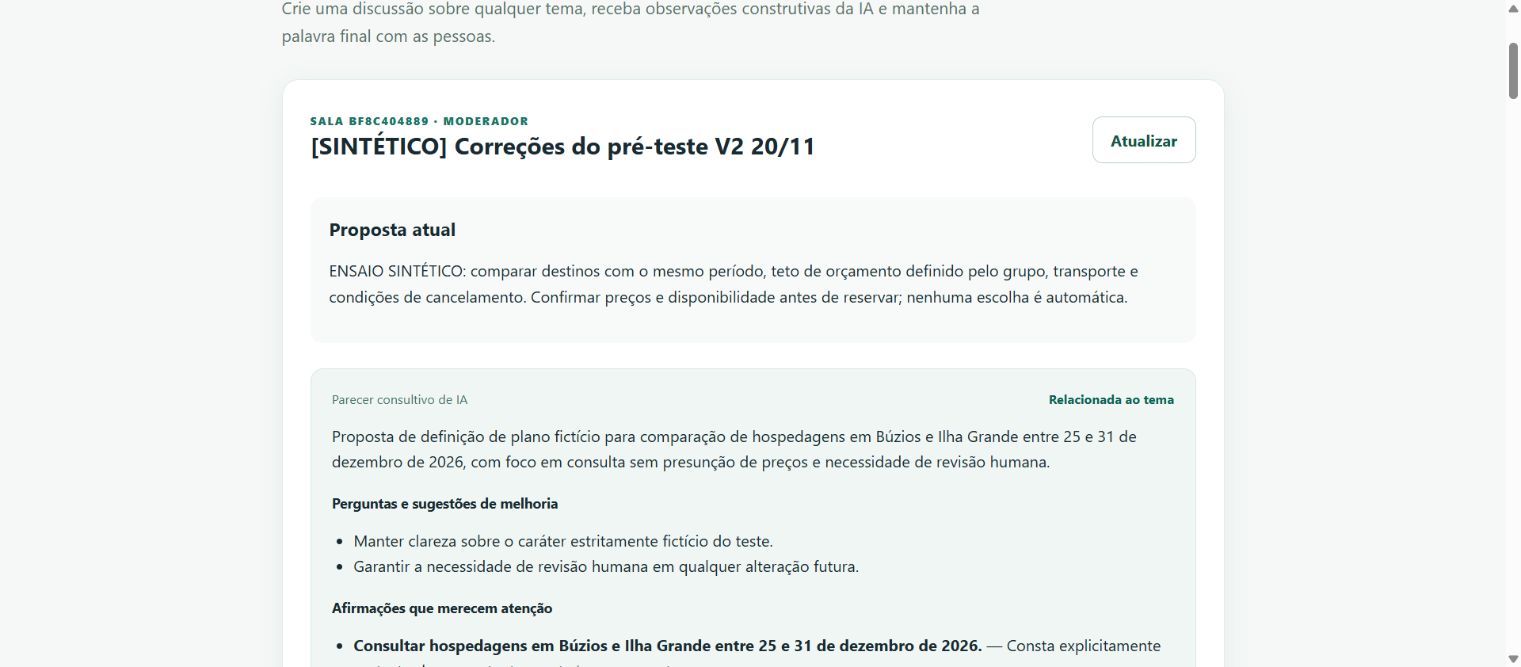 Crie uma discussão sobre qualquer tema, receba observações construtivas da IA e mantenha a
palavra final com as pessoas.
SALA BF8C404889 · MODERADOR
[SINTÉTICO] Correções do pré-teste V2 20/11
Atualizar
Proposta atual
ENSAIO SINTÉTICO: comparar destinos com o mesmo período, teto de orçamento definido pelo grupo, transporte e
condições de cancelamento. Confirmar preços e disponibilidade antes de reservar; nenhuma escolha é automática.
Parecer consultivo de IA
Relacionada ao tema
Proposta de definição de plano fictício para comparação de hospedagens em Búzios e Ilha Grande entre 25 e 31 de
dezembro de 2026, com foco em consulta sem presunção de preços e necessidade de revisão humana.
Perguntas e sugestões de melhoria
• Manter clareza sobre o caráter estritamente fictício do teste.
• Garantir a necessidade de revisão humana em qualquer alteração futura.
Afirmações que merecem atenção
• Consultar hospedagens em Búzios e Ilha Grande entre 25 e 31 de dezembro de 2026. — Consta explicitamente